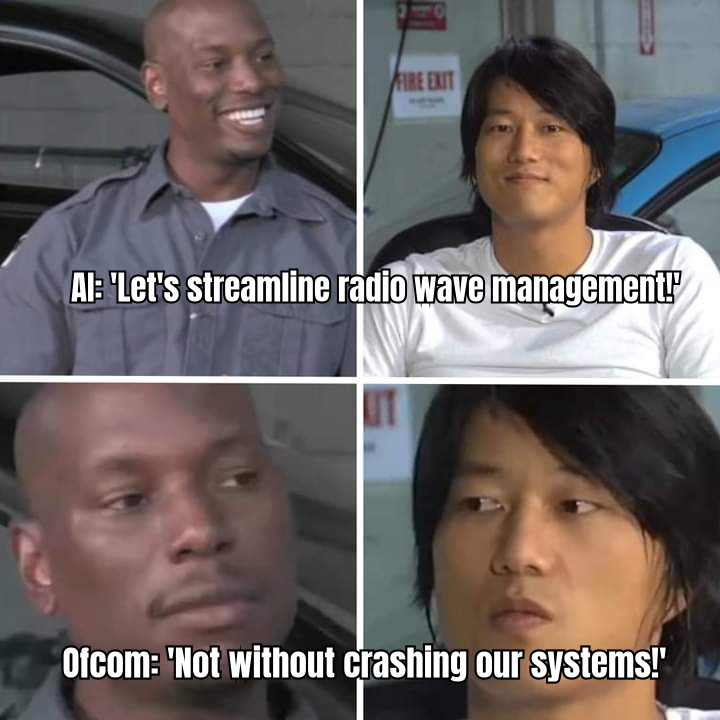 FIRE EXIT
AI: 'Let's streamline radio wave management!'
Ofcom: 'Not without crashing our systems!'